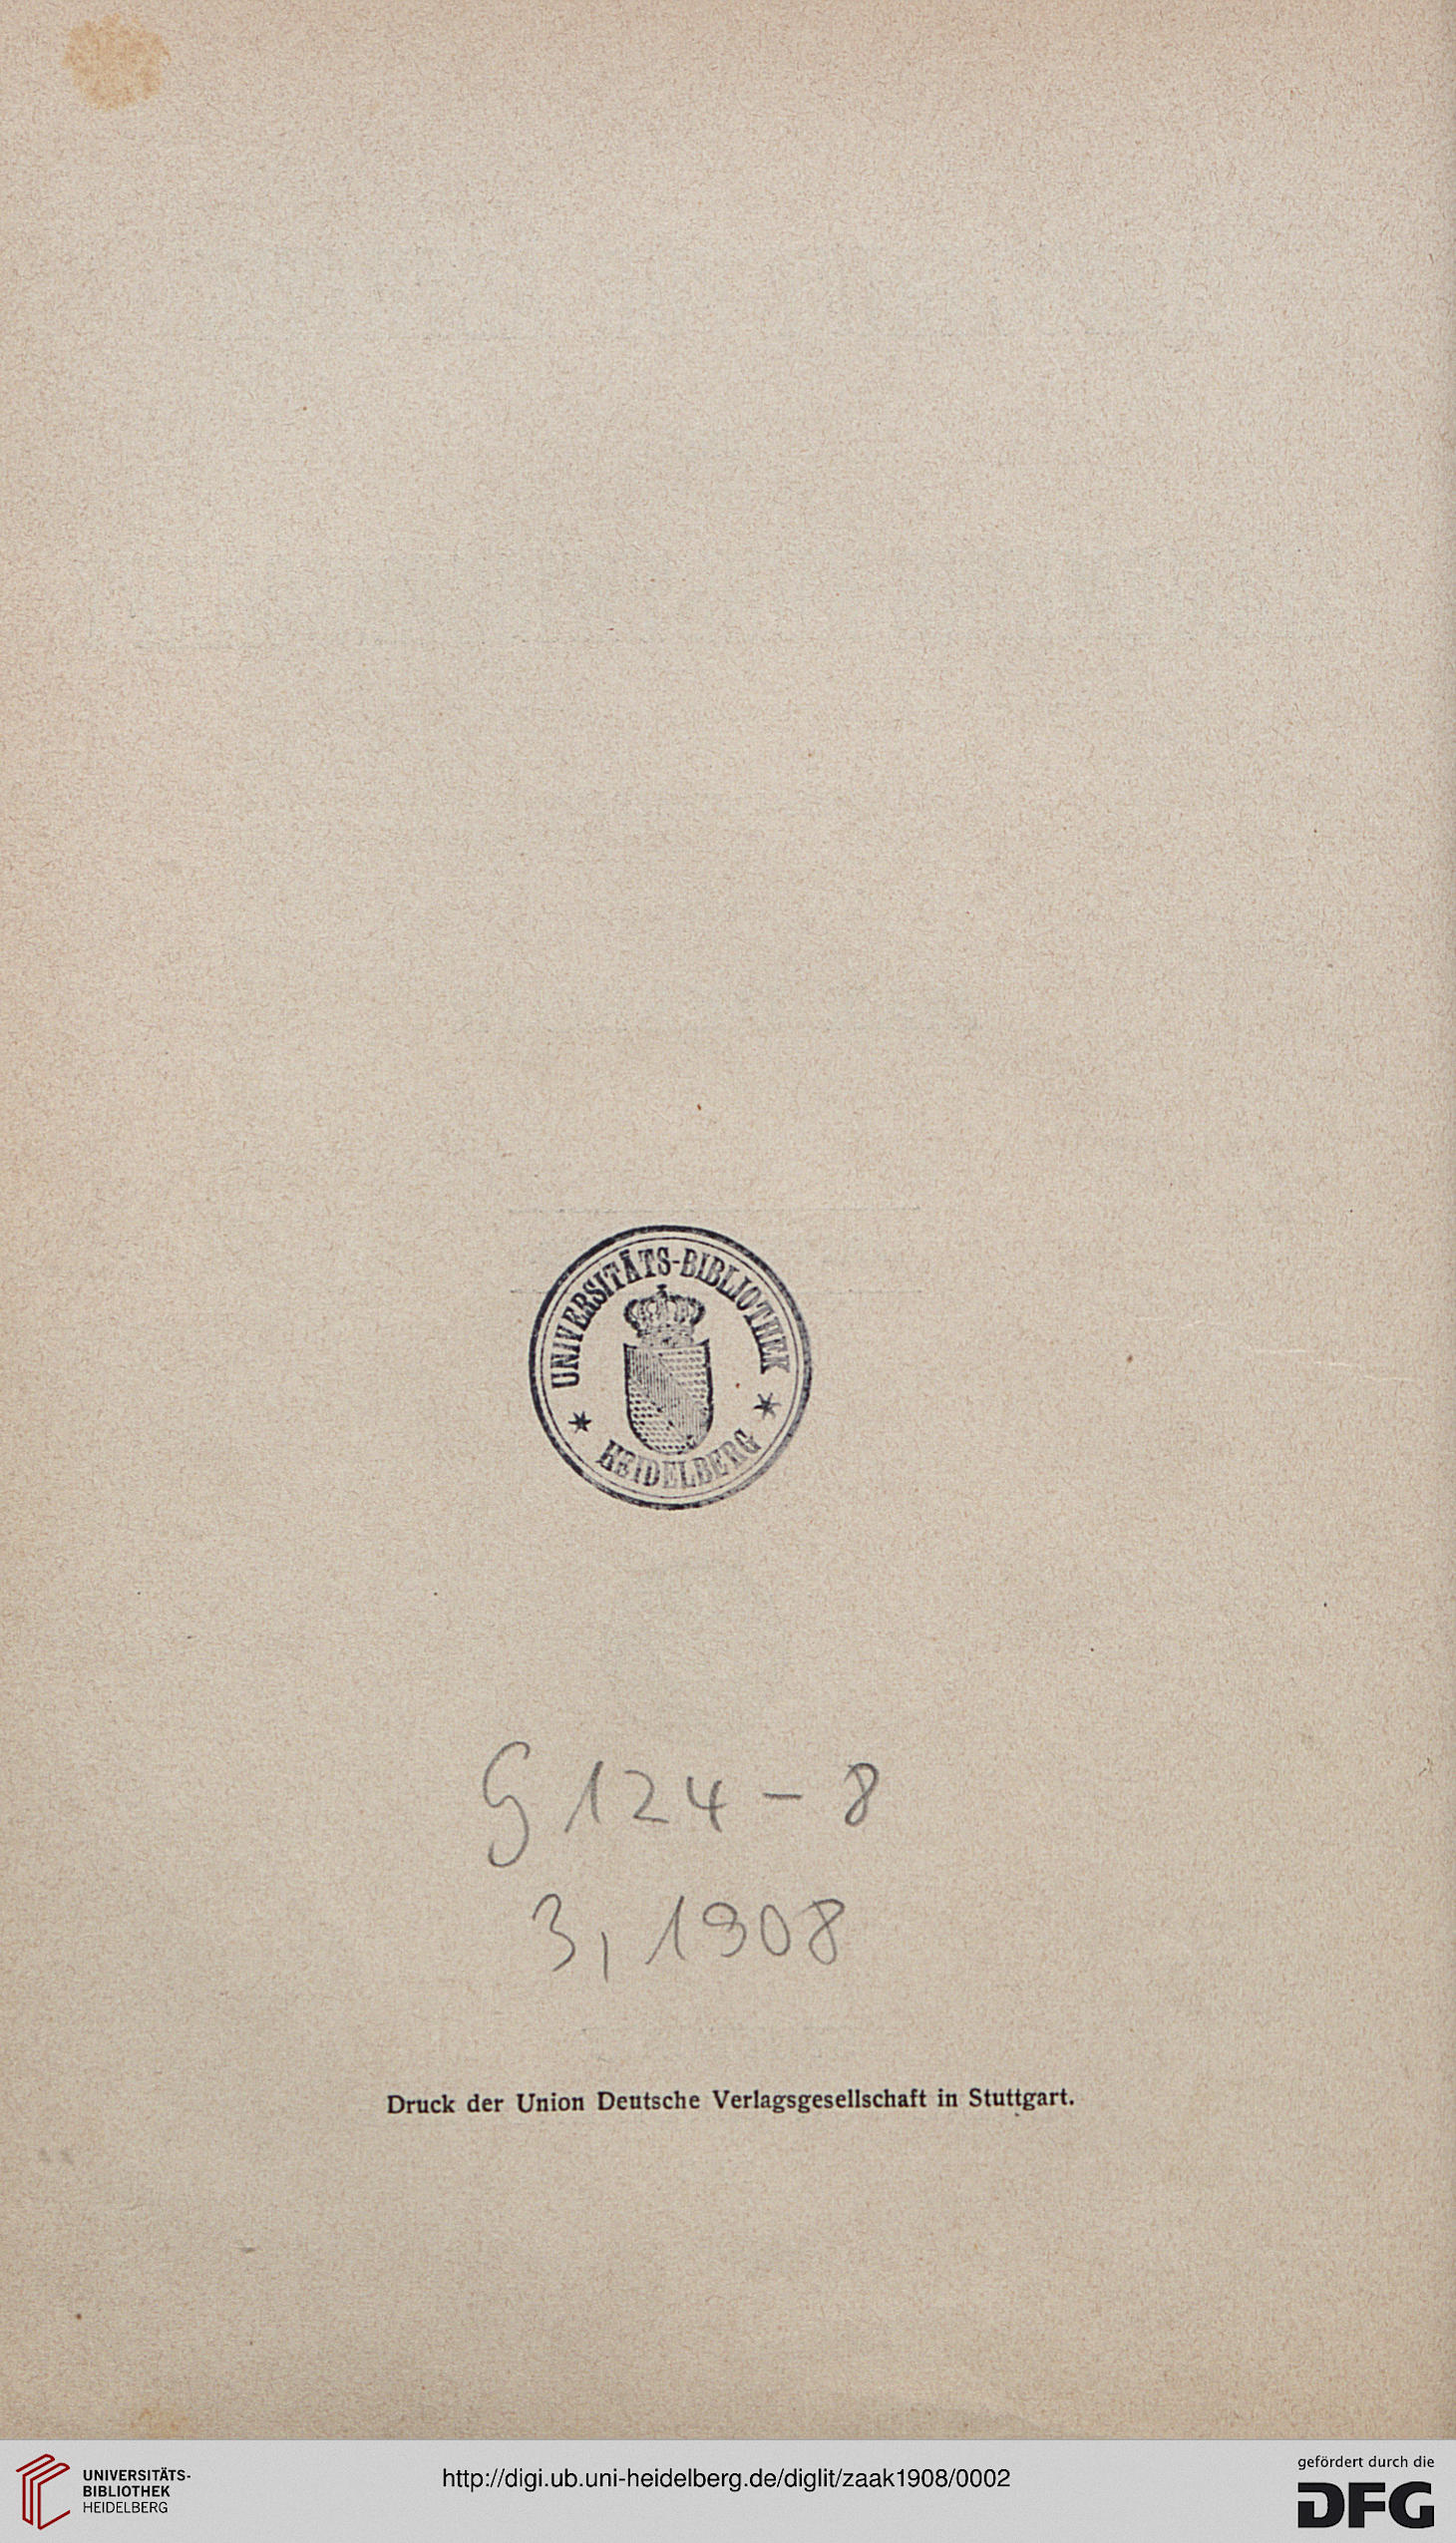 UNIVERSITÄTS-BIBLIOTHEK
* HEIDELBERG *
G 124 - 8
3, 1908
Druck der Union Deutsche Verlagsgesellschaft in Stuttgart.
UNIVERSITÄTS-
BIBLIOTHEK
HEIDELBERG
http://digi.ub.uni-heidelberg.de/diglit/zaak1908/0002
gefördert durch die
DFG